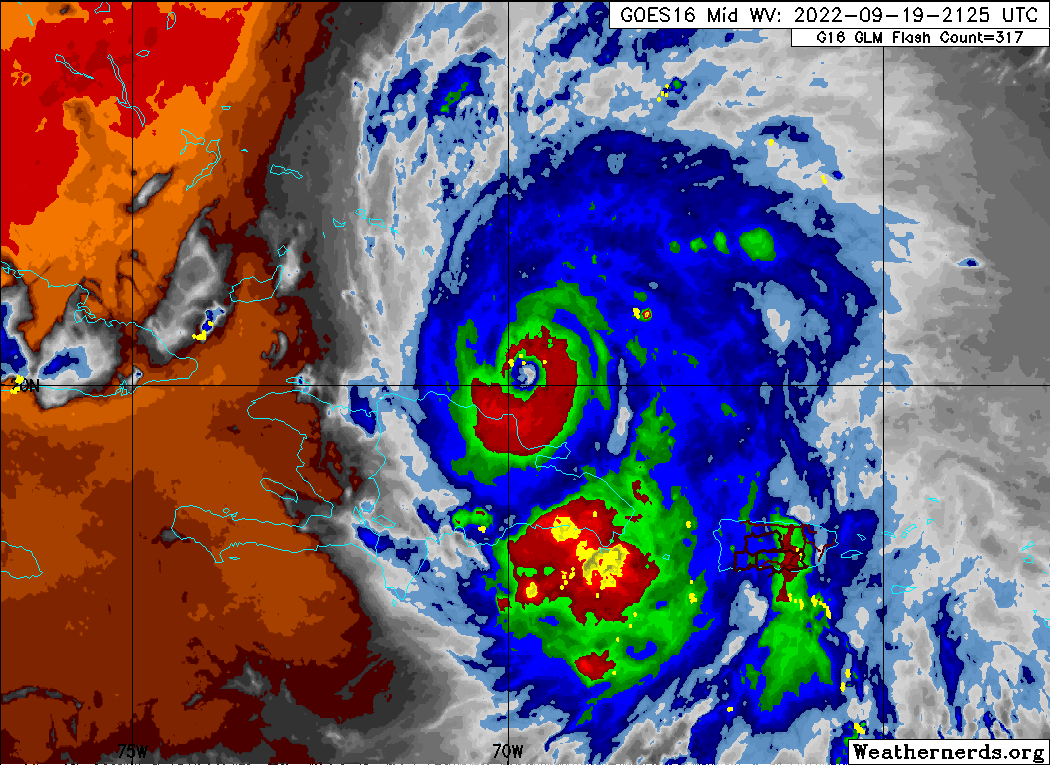 GOES16 Mid WV: 2022-09-19-2125 UTC
G16 GLM Flash Count=317
20N
75W
70W
Weathernerds.org